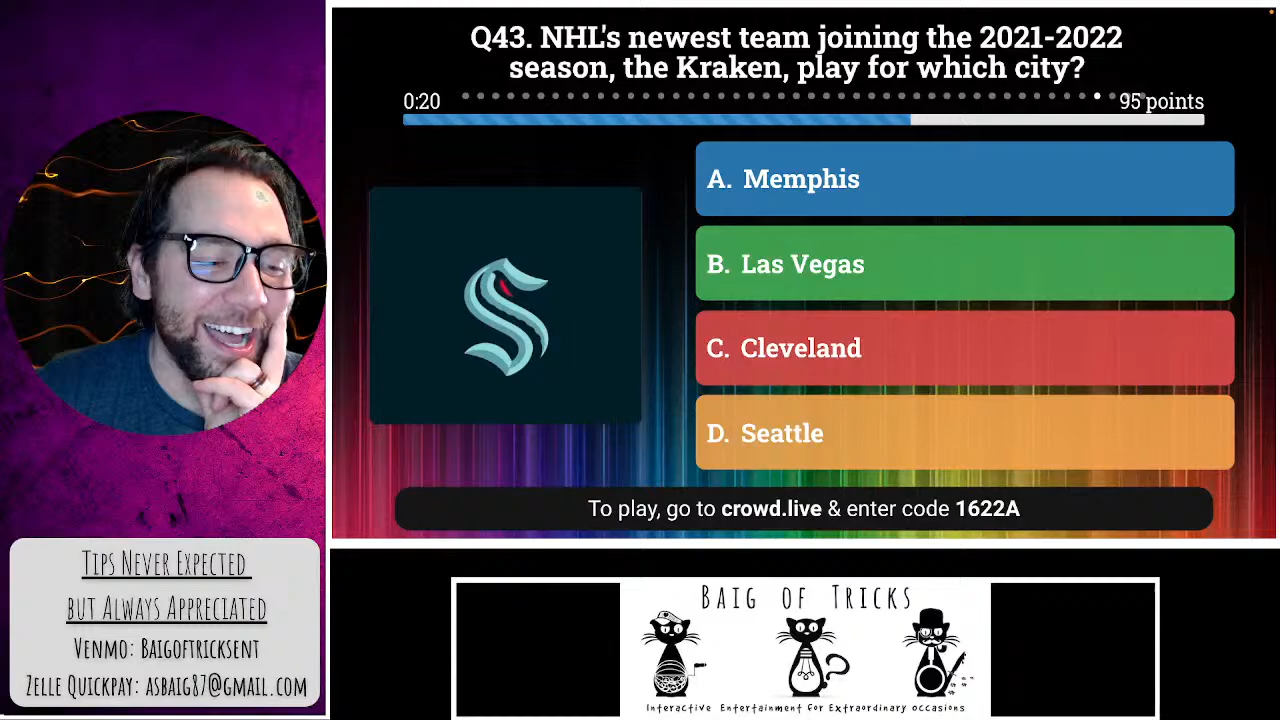 Q43. NHL's newest team joining the 2021-2022
season, the Kraken, play for which city?
0:20
95 points
A. Memphis
B. Las Vegas
C. Cleveland
D. Seattle
To play, go to crowd.live & enter code 1622A
Tips Never Expected
but Always Appreciated
Venmo: Baigoftricksent
Zelle Quickpay: asbaig87@gmail.com
Baig of Tricks
Interactive Entertainment for Extraordinary Occasions